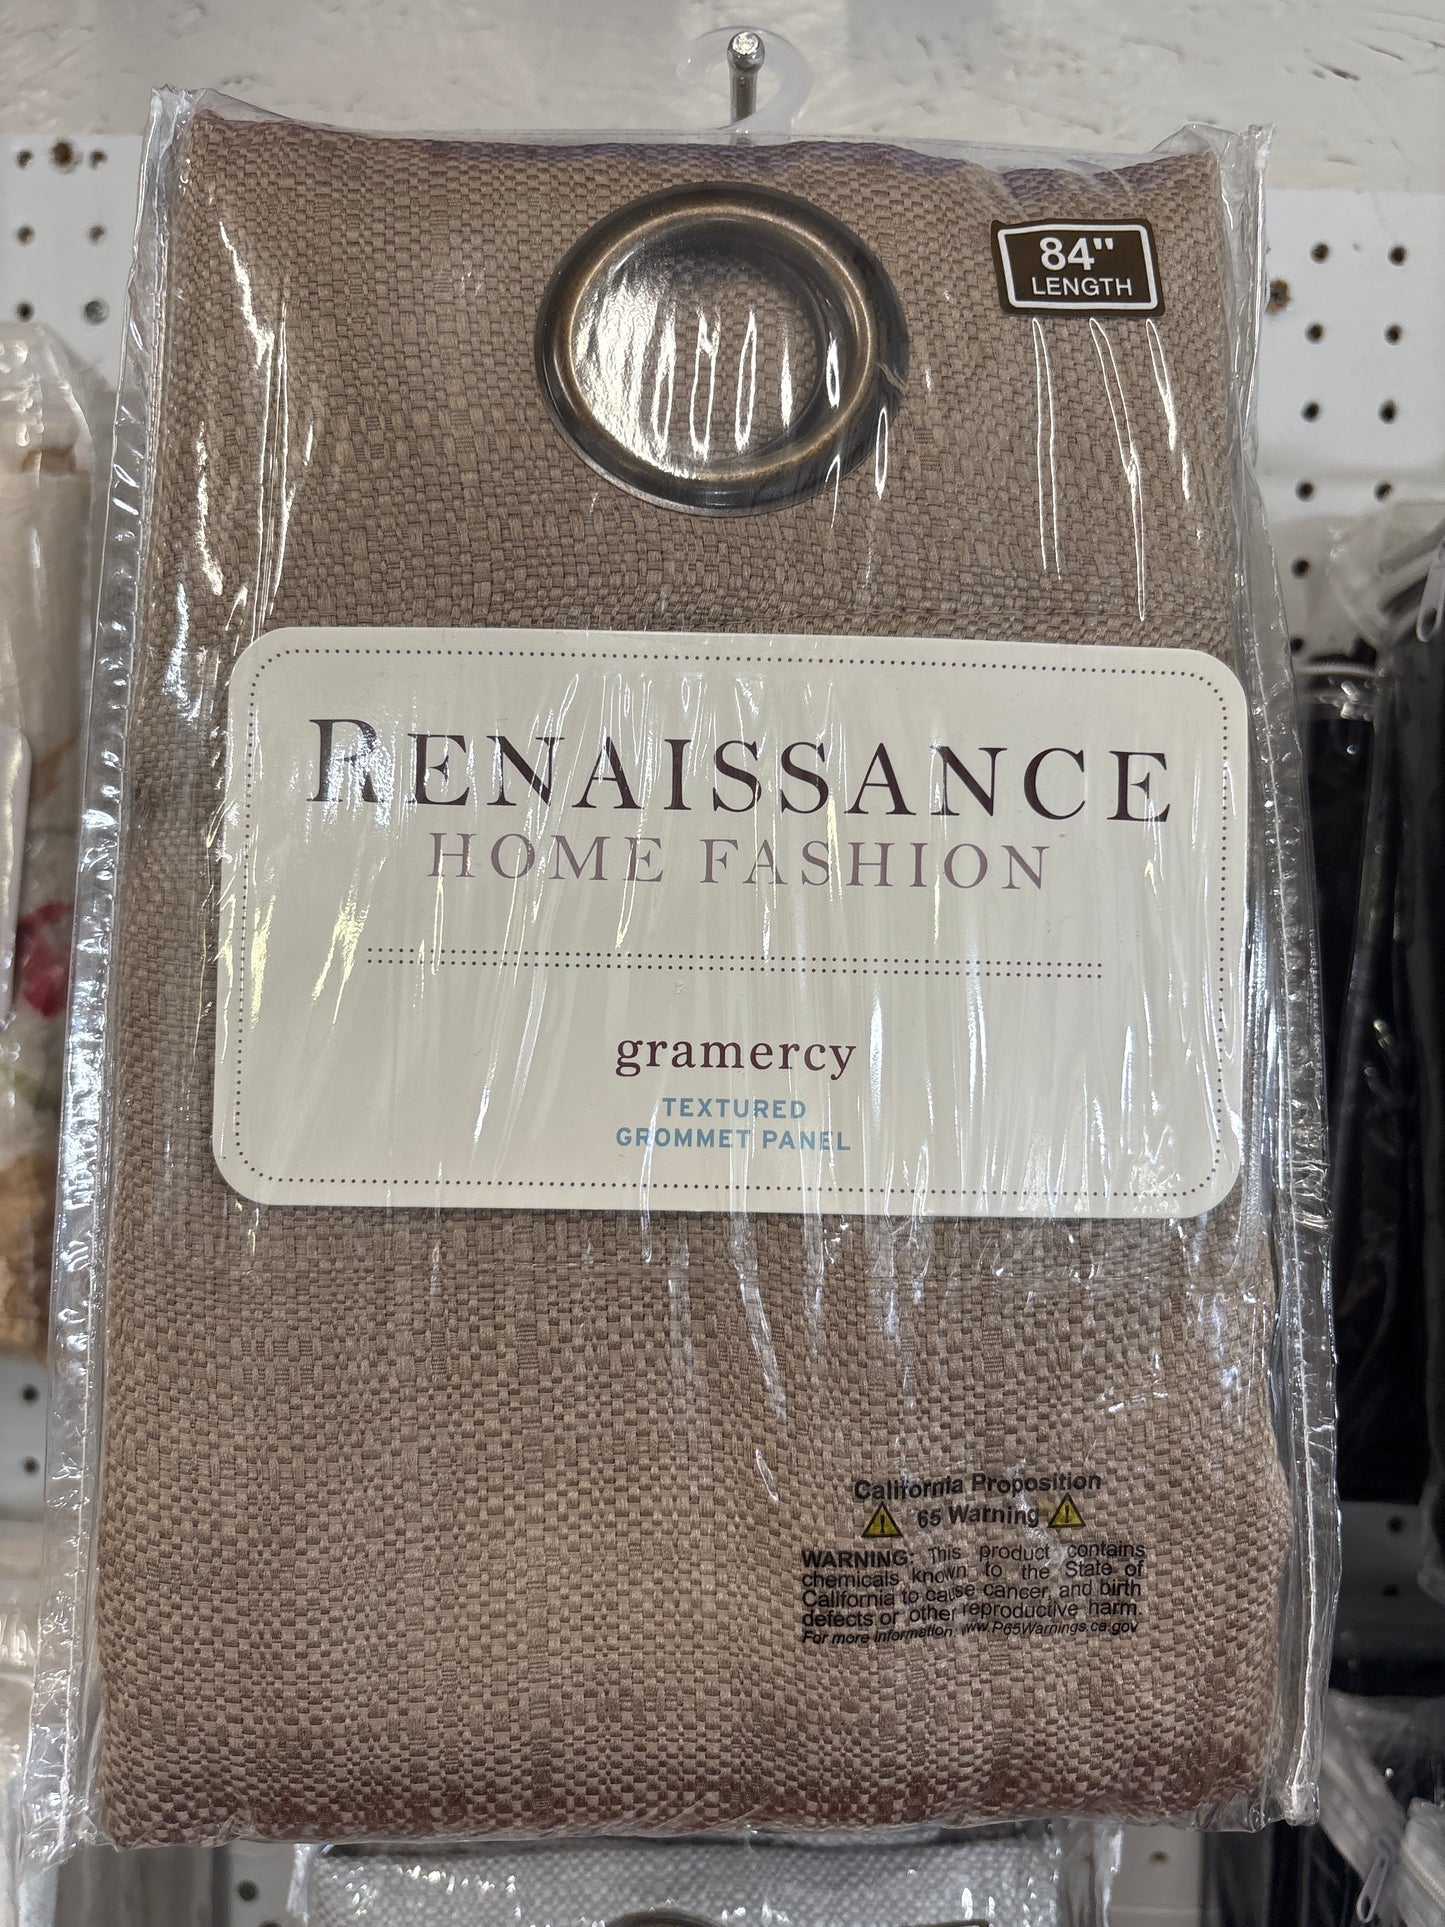 84"
LENGTH
RENAISSANCE
HOME FASHION
gramercy
TEXTURED
GROMMET PANEL
California Proposition
65 Warning
WARNING: This product contains
chemicals known to the State of
California to cause cancer, and birth
defects or other reproductive harm.
For more information, www.P65Warnings.ca.gov